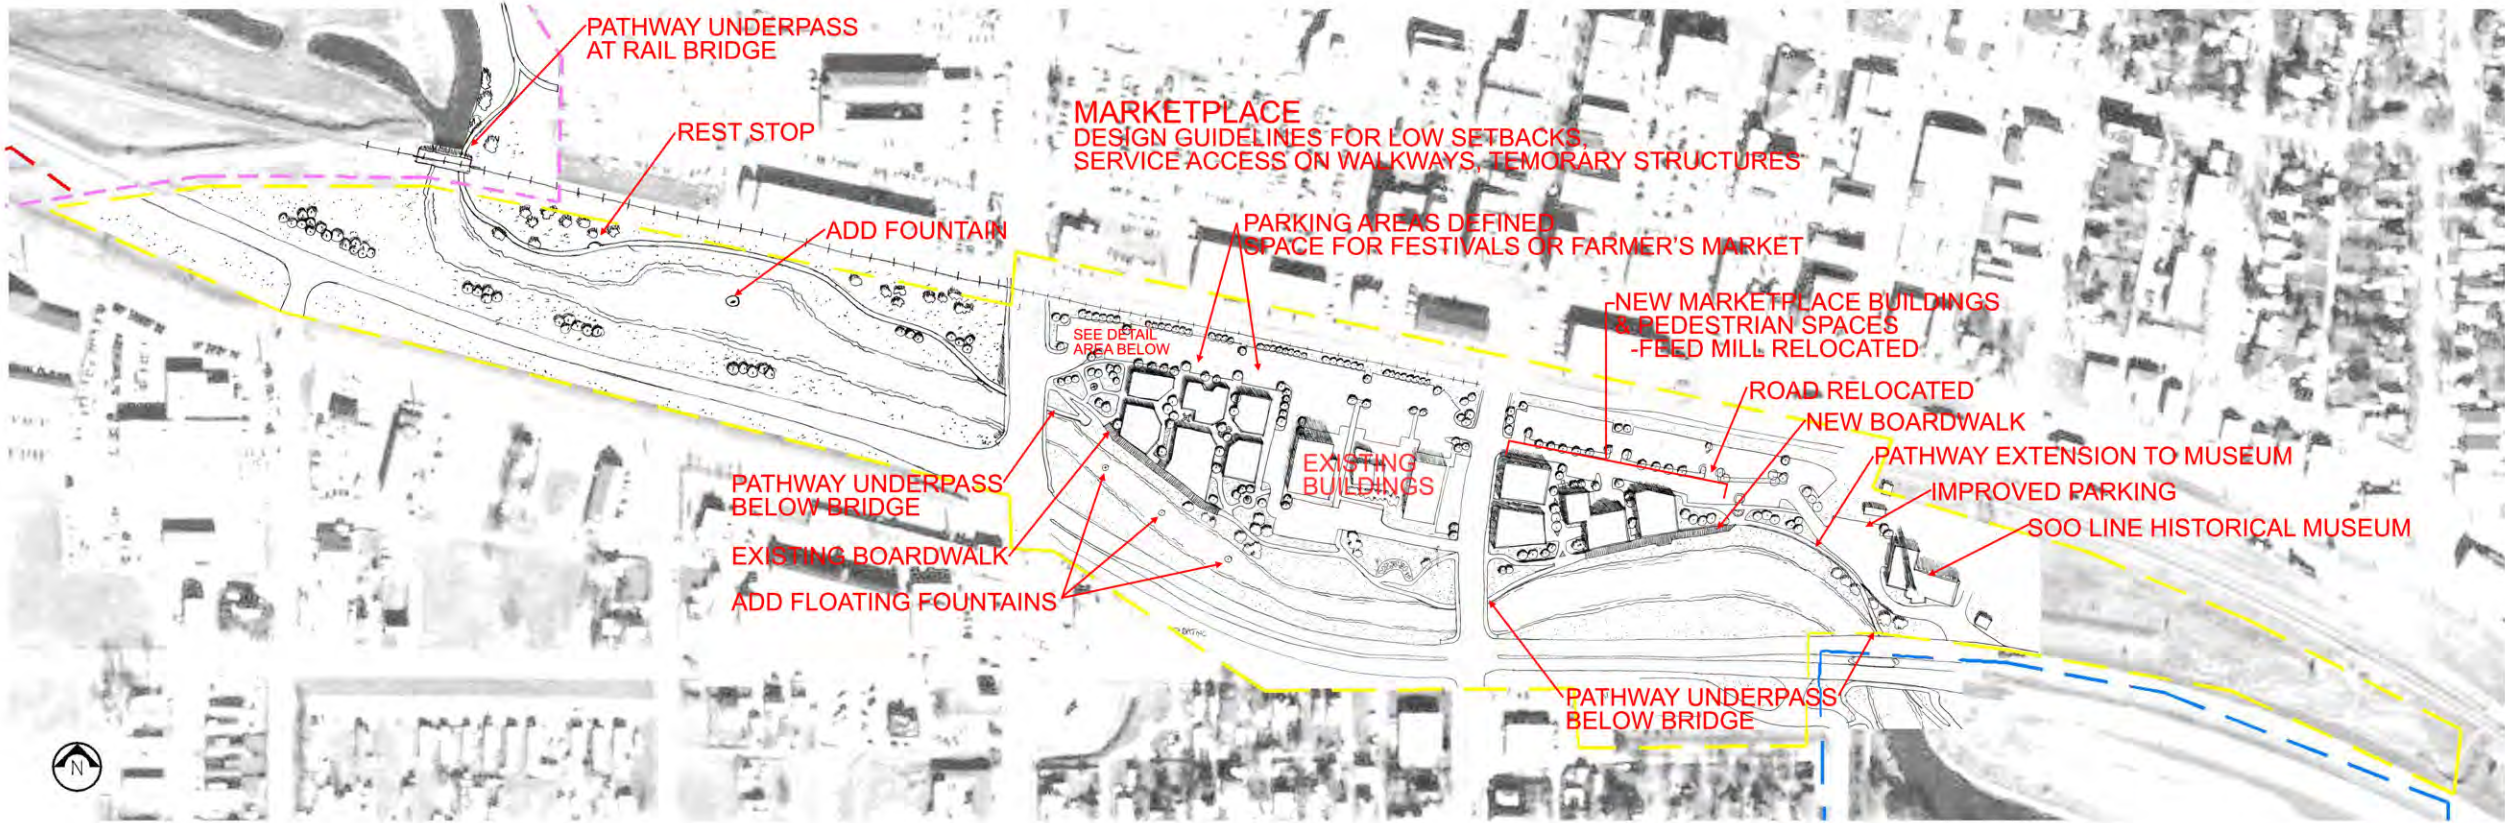 PATHWAY UNDERPASS
AT RAIL BRIDGE
REST STOP
ADD FOUNTAIN
MARKETPLACE
DESIGN GUIDELINES FOR LOW SETBACKS,
SERVICE ACCESS ON WALKWAYS, TEMORARY STRUCTURES
PARKING AREAS DEFINED
SPACE FOR FESTIVALS OR FARMER'S MARKET
NEW MARKETPLACE BUILDINGS
& PEDESTRIAN SPACES
-FEED MILL RELOCATED
SEE DETAIL
AREA BELOW
ROAD RELOCATED
NEW BOARDWALK
PATHWAY EXTENSION TO MUSEUM
IMPROVED PARKING
SOO LINE HISTORICAL MUSEUM
EXISTING
BUILDINGS
PATHWAY UNDERPASS
BELOW BRIDGE
EXISTING BOARDWALK
ADD FLOATING FOUNTAINS
PATHWAY UNDERPASS
BELOW BRIDGE
N